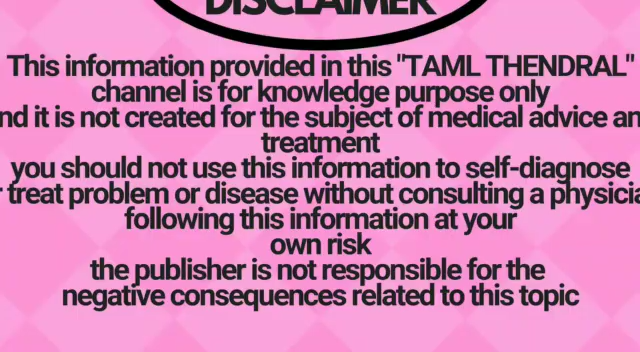 DISCLAIMER
This information provided in this "TAML THENDRAL"
channel is for knowledge purpose only
nd it is not created for the subject of medical advice an
treatment
you should not use this information to self-diagnose
r treat problem or disease without consulting a physicia
following this information at your
own risk
the publisher is not responsible for the
negative consequences related to this topic